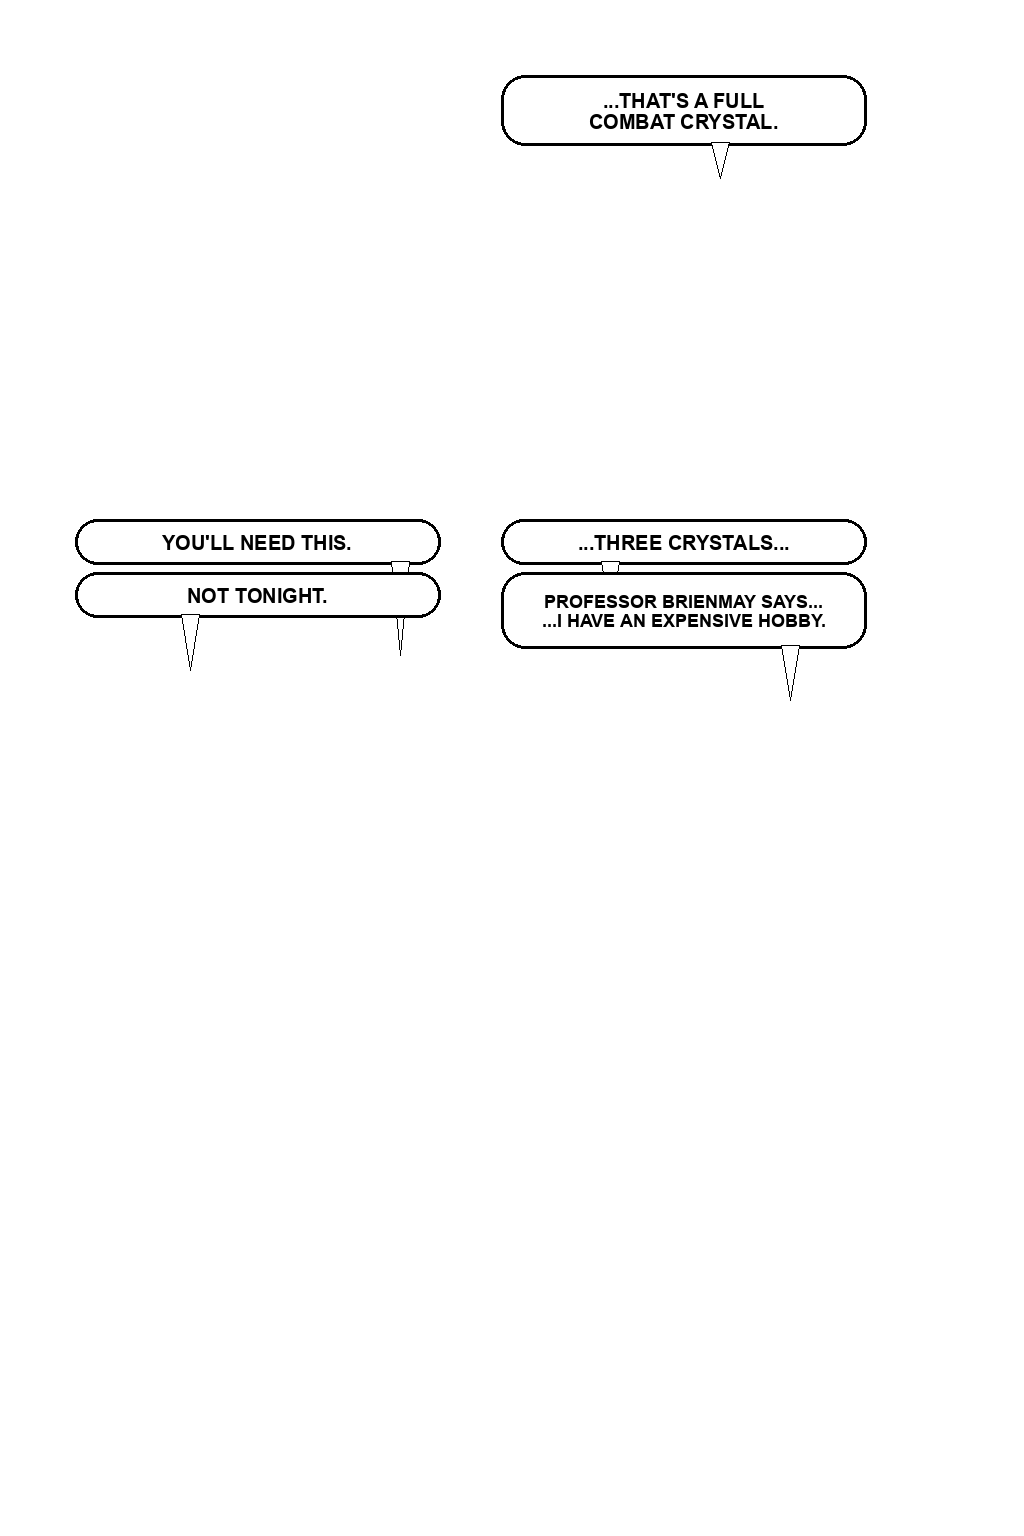 ...THAT'S A FULL
COMBAT CRYSTAL.
YOU'LL NEED THIS.
NOT TONIGHT.
...THREE CRYSTALS...
PROFESSOR BRIENMAY SAYS...
...I HAVE AN EXPENSIVE HOBBY.